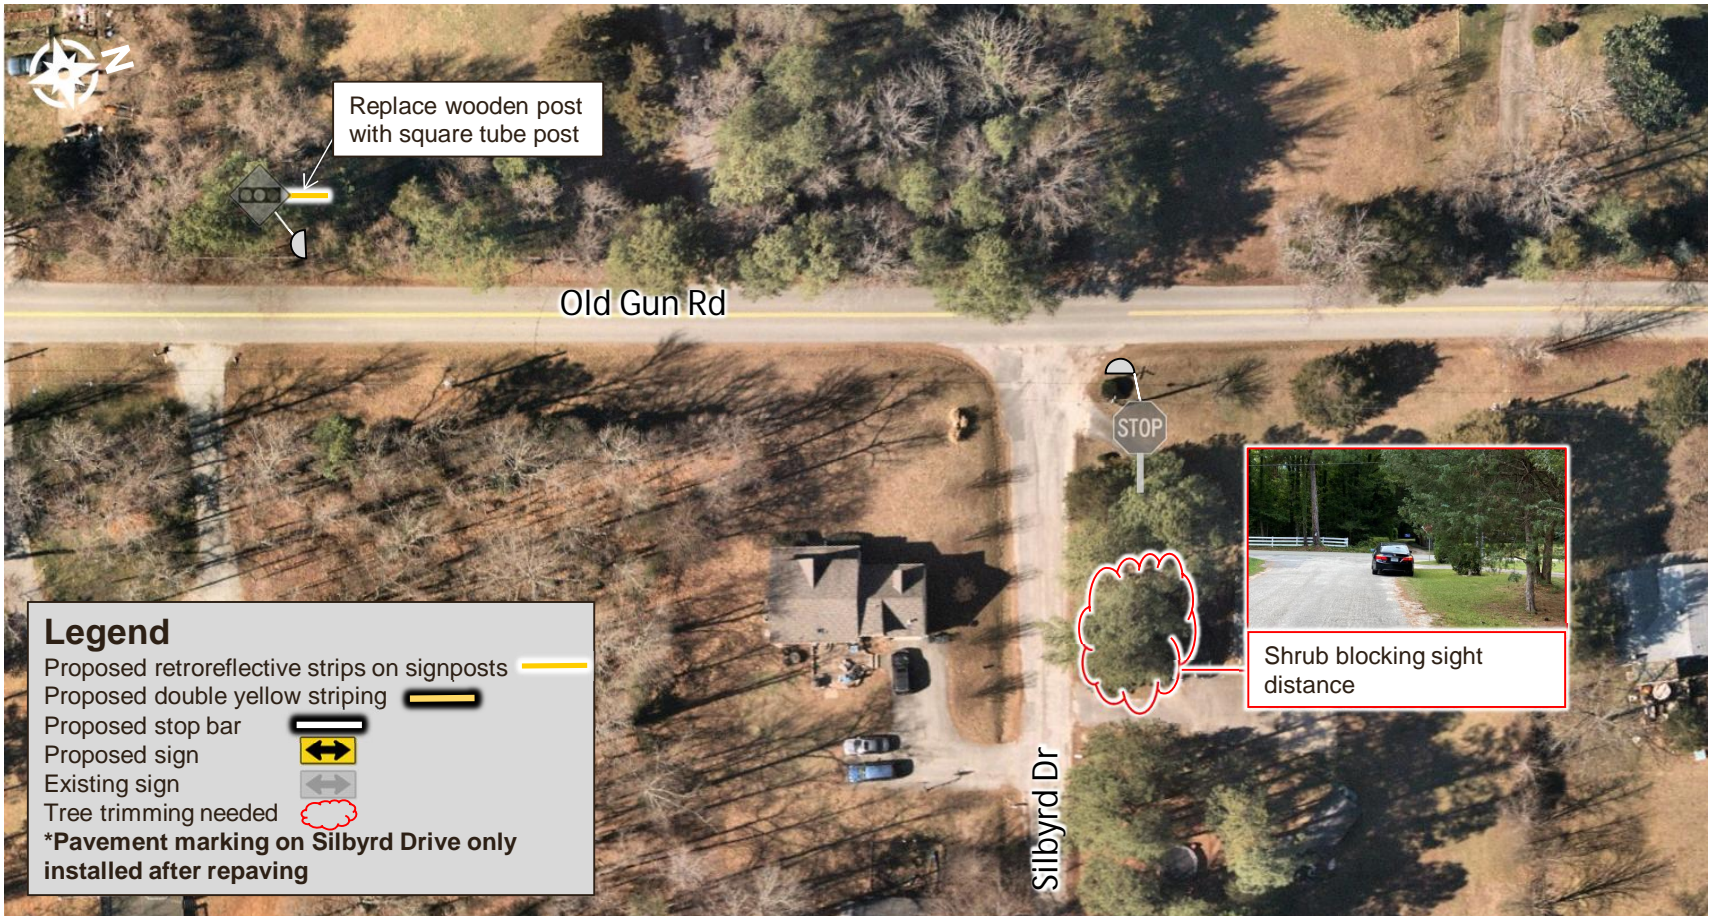 N
Replace wooden post
with square tube post
Old Gun Rd
STOP
Shrub blocking sight
distance
Silbyrd Dr
Legend
Proposed retroreflective strips on signposts
Proposed double yellow striping
Proposed stop bar
Proposed sign
Existing sign
Tree trimming needed
*Pavement marking on Silbyrd Drive only
installed after repaving